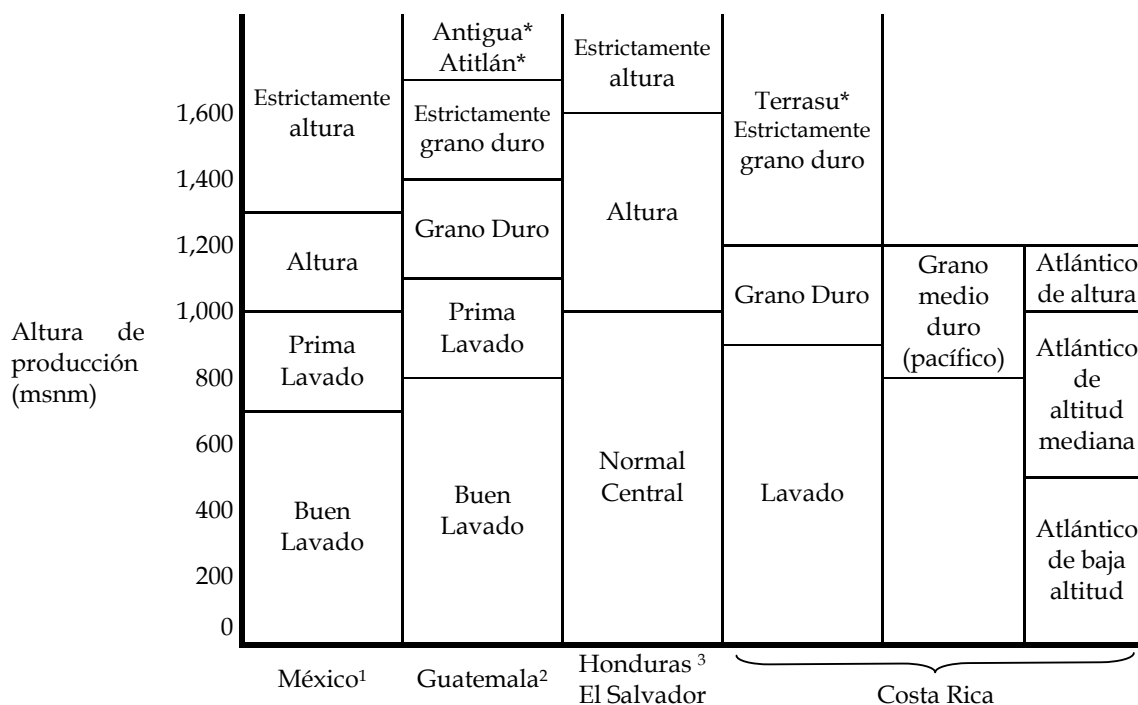 Altura de
producción
(msnm)
1,600
1,400
1,200
1,000
800
600
400
200
0
Estrictamente
altura
Altura
Prima
Lavado
Buen
Lavado
México¹
Antigua*
Atitlán*
Estrictamente
grano duro
Grano Duro
Prima
Lavado
Buen
Lavado
Guatemala²
Estrictamente
altura
Altura
Normal
Central
Honduras ³
El Salvador
Terrasu*
Estrictamente
grano duro
Grano Duro
Lavado
Grano
medio
duro
(pacífico)
Atlántico
de altura
Atlántico
de
altitud
mediana
Atlántico
de baja
altitud
Costa Rica